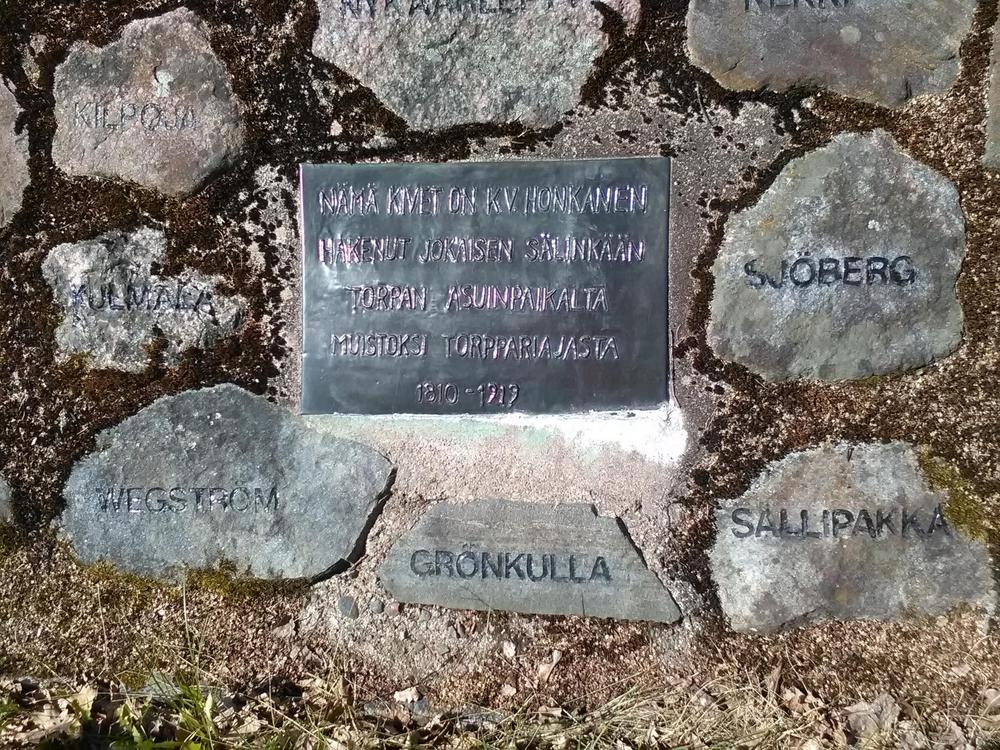 KILPOJA
NÄMÄ KIVET ON K.V. HONKANEN
HAKENUT JOKAISEN SÄLINKÄÄN
TORPAN ASUINPAIKALTA
MUISTOKSI TORPPARIAJASTA
1810-1919
KULMALA
SJÖBERG
WEGSTRÖM
GRÖNKULLA
SALLIPAKKA